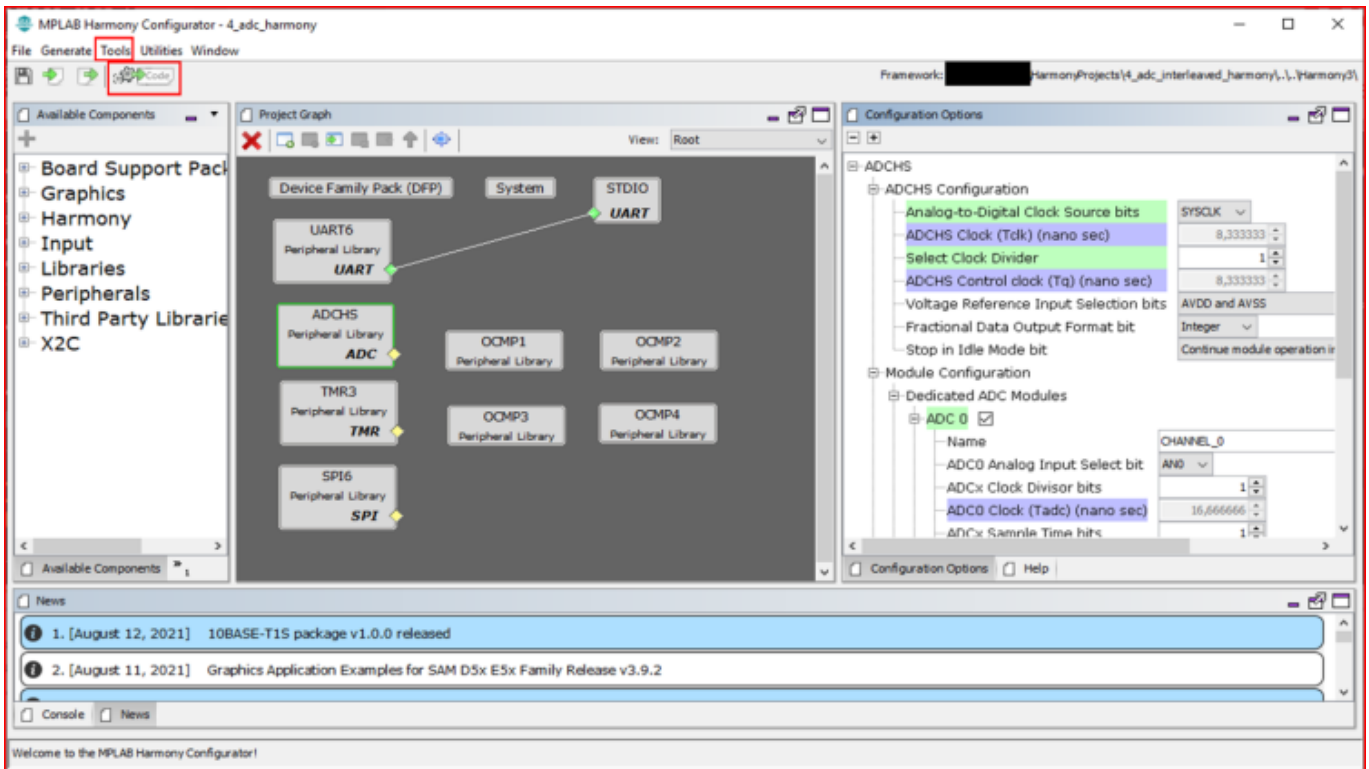 MPLAB Harmony Configurator - 4_adc_harmony
File Generate Tools Utilities Window
Code
Framework: HarmonyProjects\4_adc_interleaved_harmony\..\..\Harmony3\
Available Components
Board Support Pack
Graphics
Harmony
Input
Libraries
Peripherals
Third Party Librarie
X2C
Available Components
1
Project Graph
View: Root
Device Family Pack (DFP)
System
STDIO
UART
UART6
Peripheral Library
UART
ADCHS
Peripheral Library
ADC
OCMP1
Peripheral Library
OCMP2
Peripheral Library
TMR3
Peripheral Library
TMR
OCMP3
Peripheral Library
OCMP4
Peripheral Library
SPI6
Peripheral Library
SPI
Configuration Options
ADCHS
ADCHS Configuration
Analog-to-Digital Clock Source bits SYSCLK
ADCHS Clock (Tclk) (nano sec) 8,333333
Select Clock Divider 1
ADCHS Control clock (Tq) (nano sec) 8,333333
Voltage Reference Input Selection bits AVDD and AVSS
Fractional Data Output Format bit Integer
Stop in Idle Mode bit Continue module operation in
Module Configuration
Dedicated ADC Modules
ADC 0
Name CHANNEL_0
ADC0 Analog Input Select bit AN0
ADCx Clock Divisor bits 1
ADC0 Clock (Tadc) (nano sec) 16,666666
ADCx Sample Time bits 1
Configuration Options Help
News
1. [August 12, 2021] 10BASE-T1S package v1.0.0 released
2. [August 11, 2021] Graphics Application Examples for SAM D5x E5x Family Release v3.9.2
Console News
Welcome to the MPLAB Harmony Configurator!